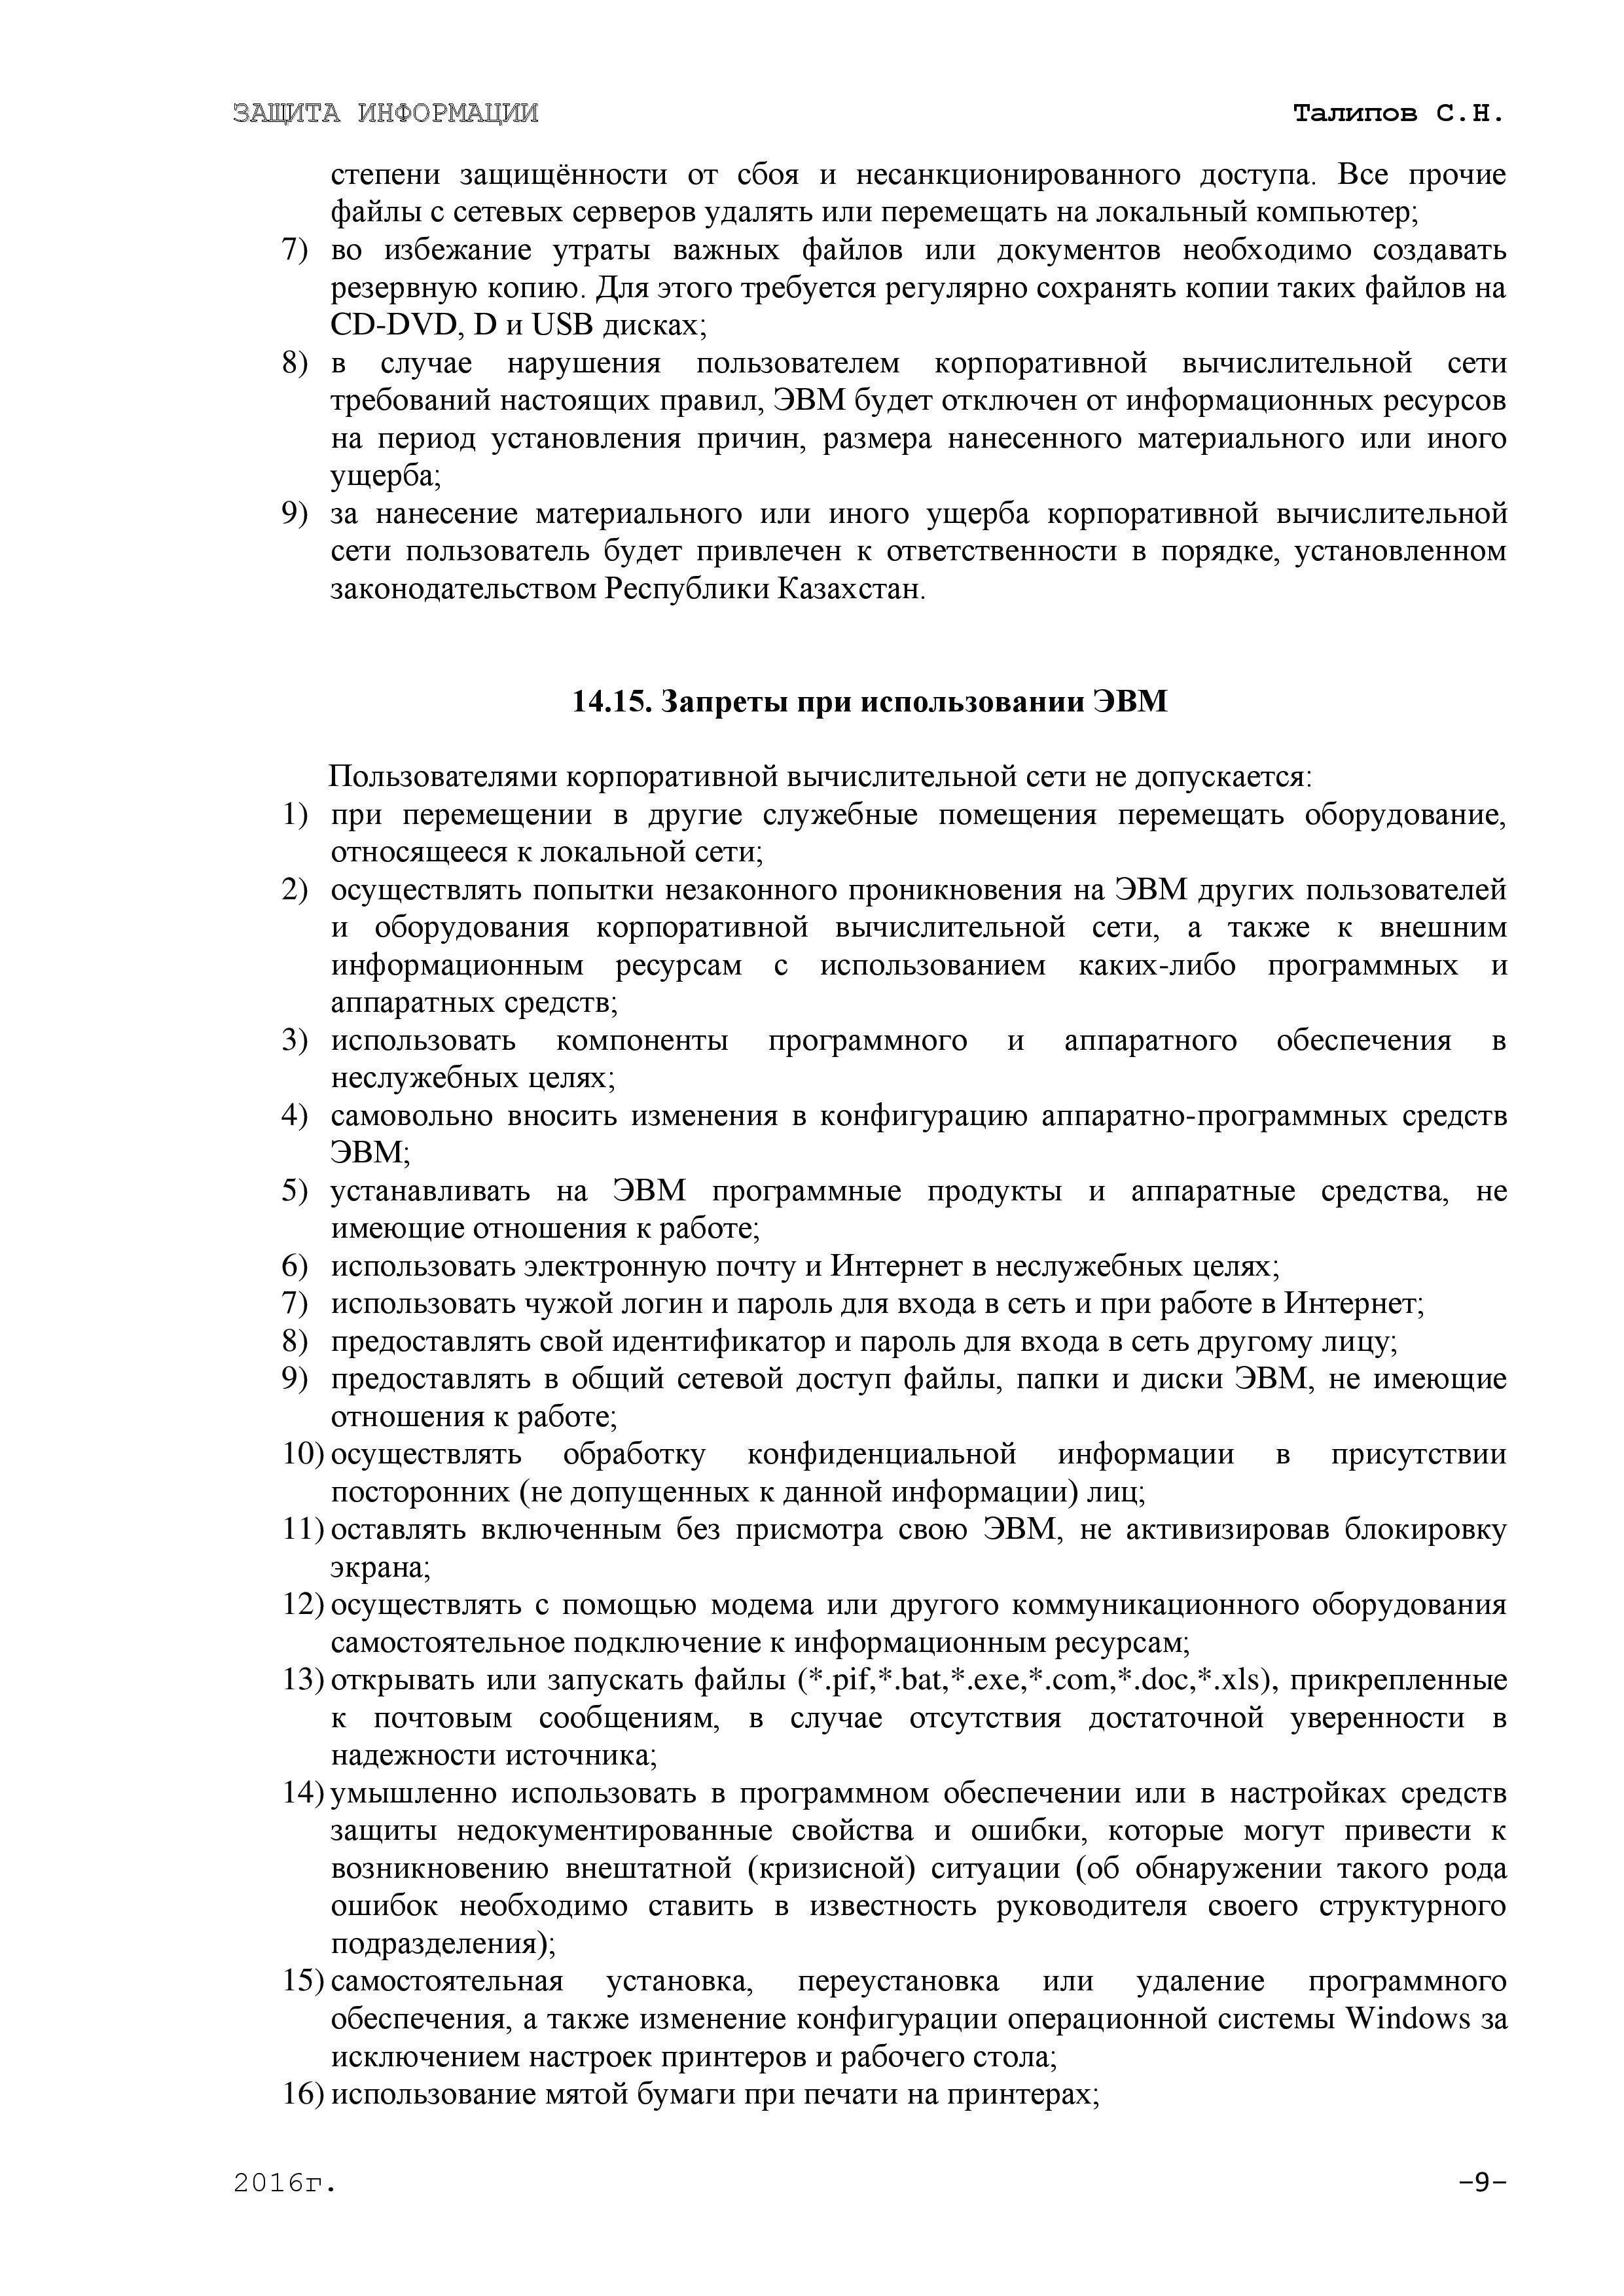 ЗАЩИТА ИНФОРМАЦИИ Талипов С.Н.
степени защищённости от сбоя и несанкционированного доступа. Все прочие
файлы с сетевых серверов удалять или перемещать на локальный компьютер;
7) во избежание утраты важных файлов или документов необходимо создавать
резервную копию. Для этого требуется регулярно сохранять копии таких файлов на
CD-DVD, D и USB дисках;
8) в случае нарушения пользователем корпоративной вычислительной сети
требований настоящих правил, ЭВМ будет отключен от информационных ресурсов
на период установления причин, размера нанесенного материального или иного
ущерба;
9) за нанесение материального или иного ущерба корпоративной вычислительной
сети пользователь будет привлечен к ответственности в порядке, установленном
законодательством Республики Казахстан.
14.15. Запреты при использовании ЭВМ
Пользователями корпоративной вычислительной сети не допускается:
1) при перемещении в другие служебные помещения перемещать оборудование,
относящееся к локальной сети;
2) осуществлять попытки незаконного проникновения на ЭВМ других пользователей
и оборудования корпоративной вычислительной сети, а также к внешним
информационным ресурсам с использованием каких-либо программных и
аппаратных средств;
3) использовать компоненты программного и аппаратного обеспечения в
неслужебных целях;
4) самовольно вносить изменения в конфигурацию аппаратно-программных средств
ЭВМ;
5) устанавливать на ЭВМ программные продукты и аппаратные средства, не
имеющие отношения к работе;
6) использовать электронную почту и Интернет в неслужебных целях;
7) использовать чужой логин и пароль для входа в сеть и при работе в Интернет;
8) предоставлять свой идентификатор и пароль для входа в сеть другому лицу;
9) предоставлять в общий сетевой доступ файлы, папки и диски ЭВМ, не имеющие
отношения к работе;
10) осуществлять обработку конфиденциальной информации в присутствии
посторонних (не допущенных к данной информации) лиц;
11) оставлять включенным без присмотра свою ЭВМ, не активизировав блокировку
экрана;
12) осуществлять с помощью модема или другого коммуникационного оборудования
самостоятельное подключение к информационным ресурсам;
13) открывать или запускать файлы (*.pif,*.bat,*.exe,*.com,*.doc,*.xls), прикрепленные
к почтовым сообщениям, в случае отсутствия достаточной уверенности в
надежности источника;
14) умышленно использовать в программном обеспечении или в настройках средств
защиты недокументированные свойства и ошибки, которые могут привести к
возникновению внештатной (кризисной) ситуации (об обнаружении такого рода
ошибок необходимо ставить в известность руководителя своего структурного
подразделения);
15) самостоятельная установка, переустановка или удаление программного
обеспечения, а также изменение конфигурации операционной системы Windows за
исключением настроек принтеров и рабочего стола;
16) использование мятой бумаги при печати на принтерах;
2016г. -9-